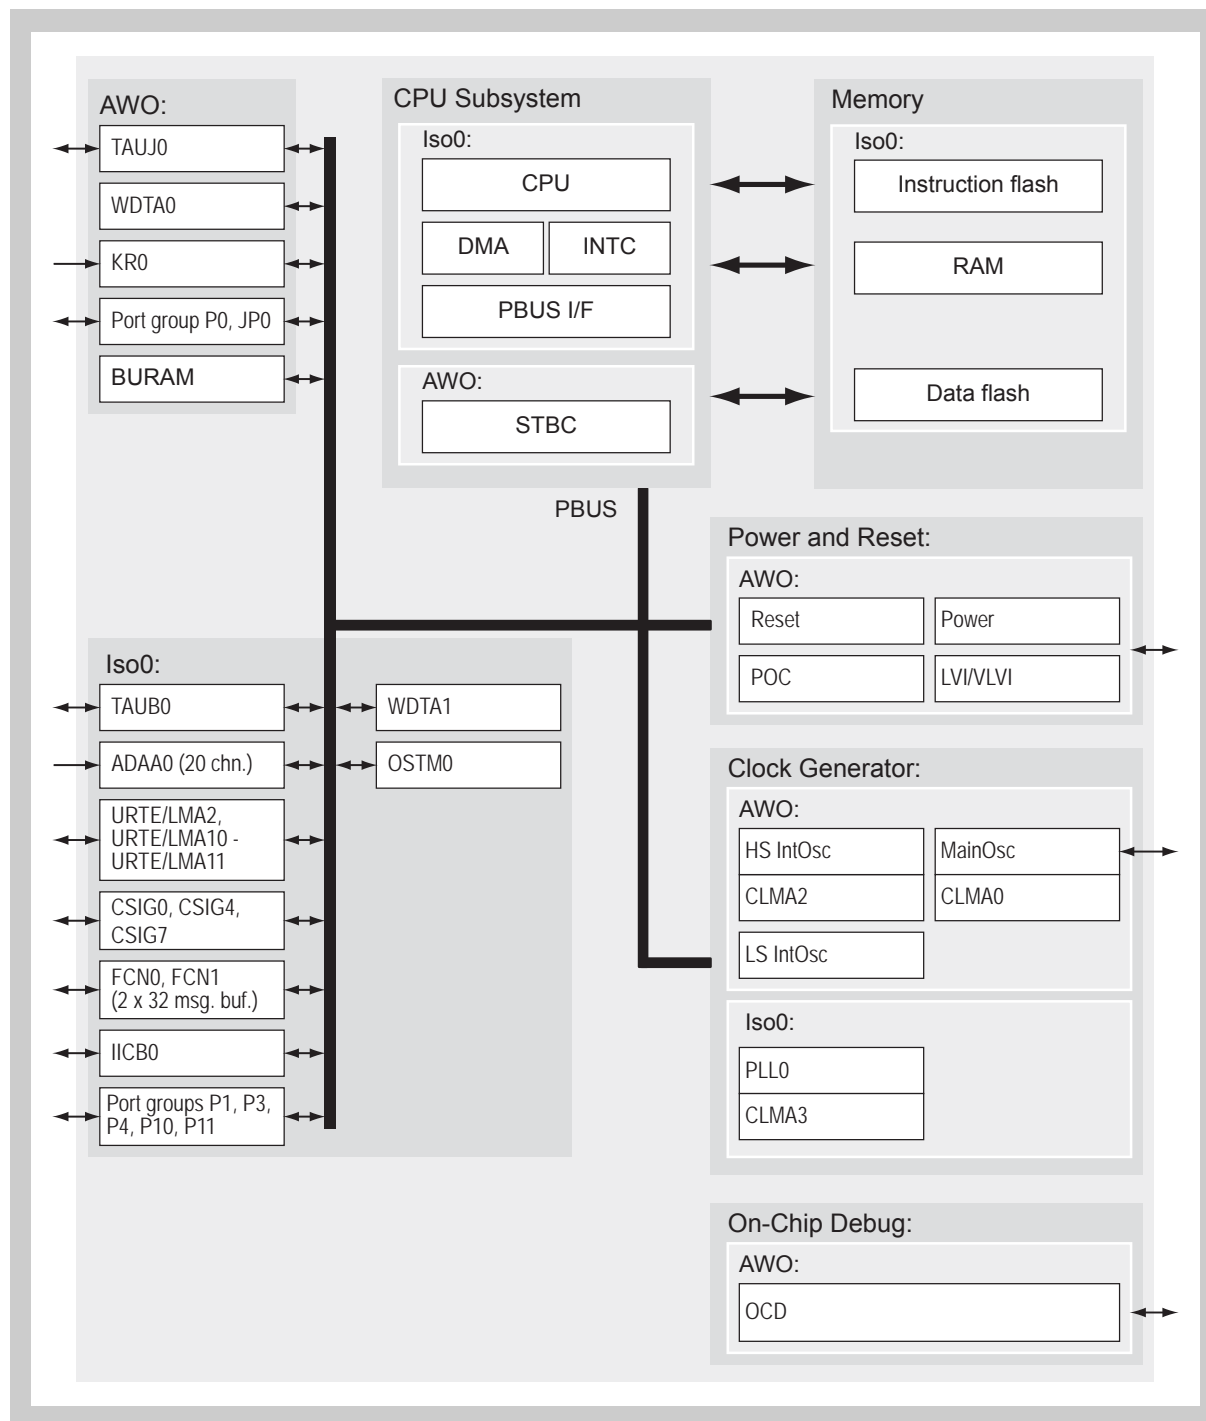 AWO:
TAUJ0
WDTA0
KR0
Port group P0, JP0
BURAM
CPU Subsystem
Iso0:
CPU
DMA
INTC
PBUS I/F
AWO:
STBC
Memory
Iso0:
Instruction flash
RAM
Data flash
PBUS
Power and Reset:
AWO:
Reset
Power
POC
LVI/VLVI
Iso0:
TAUB0
ADAA0 (20 chn.)
URTE/LMA2,
URTE/LMA10 -
URTE/LMA11
CSIG0, CSIG4,
CSIG7
FCN0, FCN1
(2 x 32 msg. buf.)
IICB0
Port groups P1, P3,
P4, P10, P11
WDTA1
OSTM0
Clock Generator:
AWO:
HS IntOsc
MainOsc
CLMA2
CLMA0
LS IntOsc
Iso0:
PLL0
CLMA3
On-Chip Debug:
AWO:
OCD